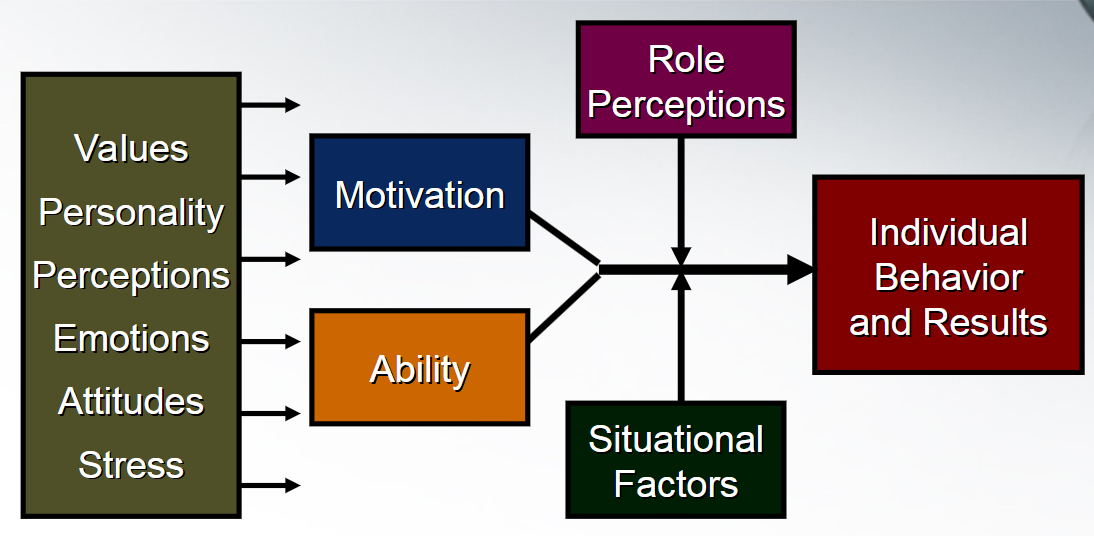 Values
Personality
Perceptions
Emotions
Attitudes
Stress
Motivation
Ability
Role
Perceptions
Situational
Factors
Individual
Behavior
and Results